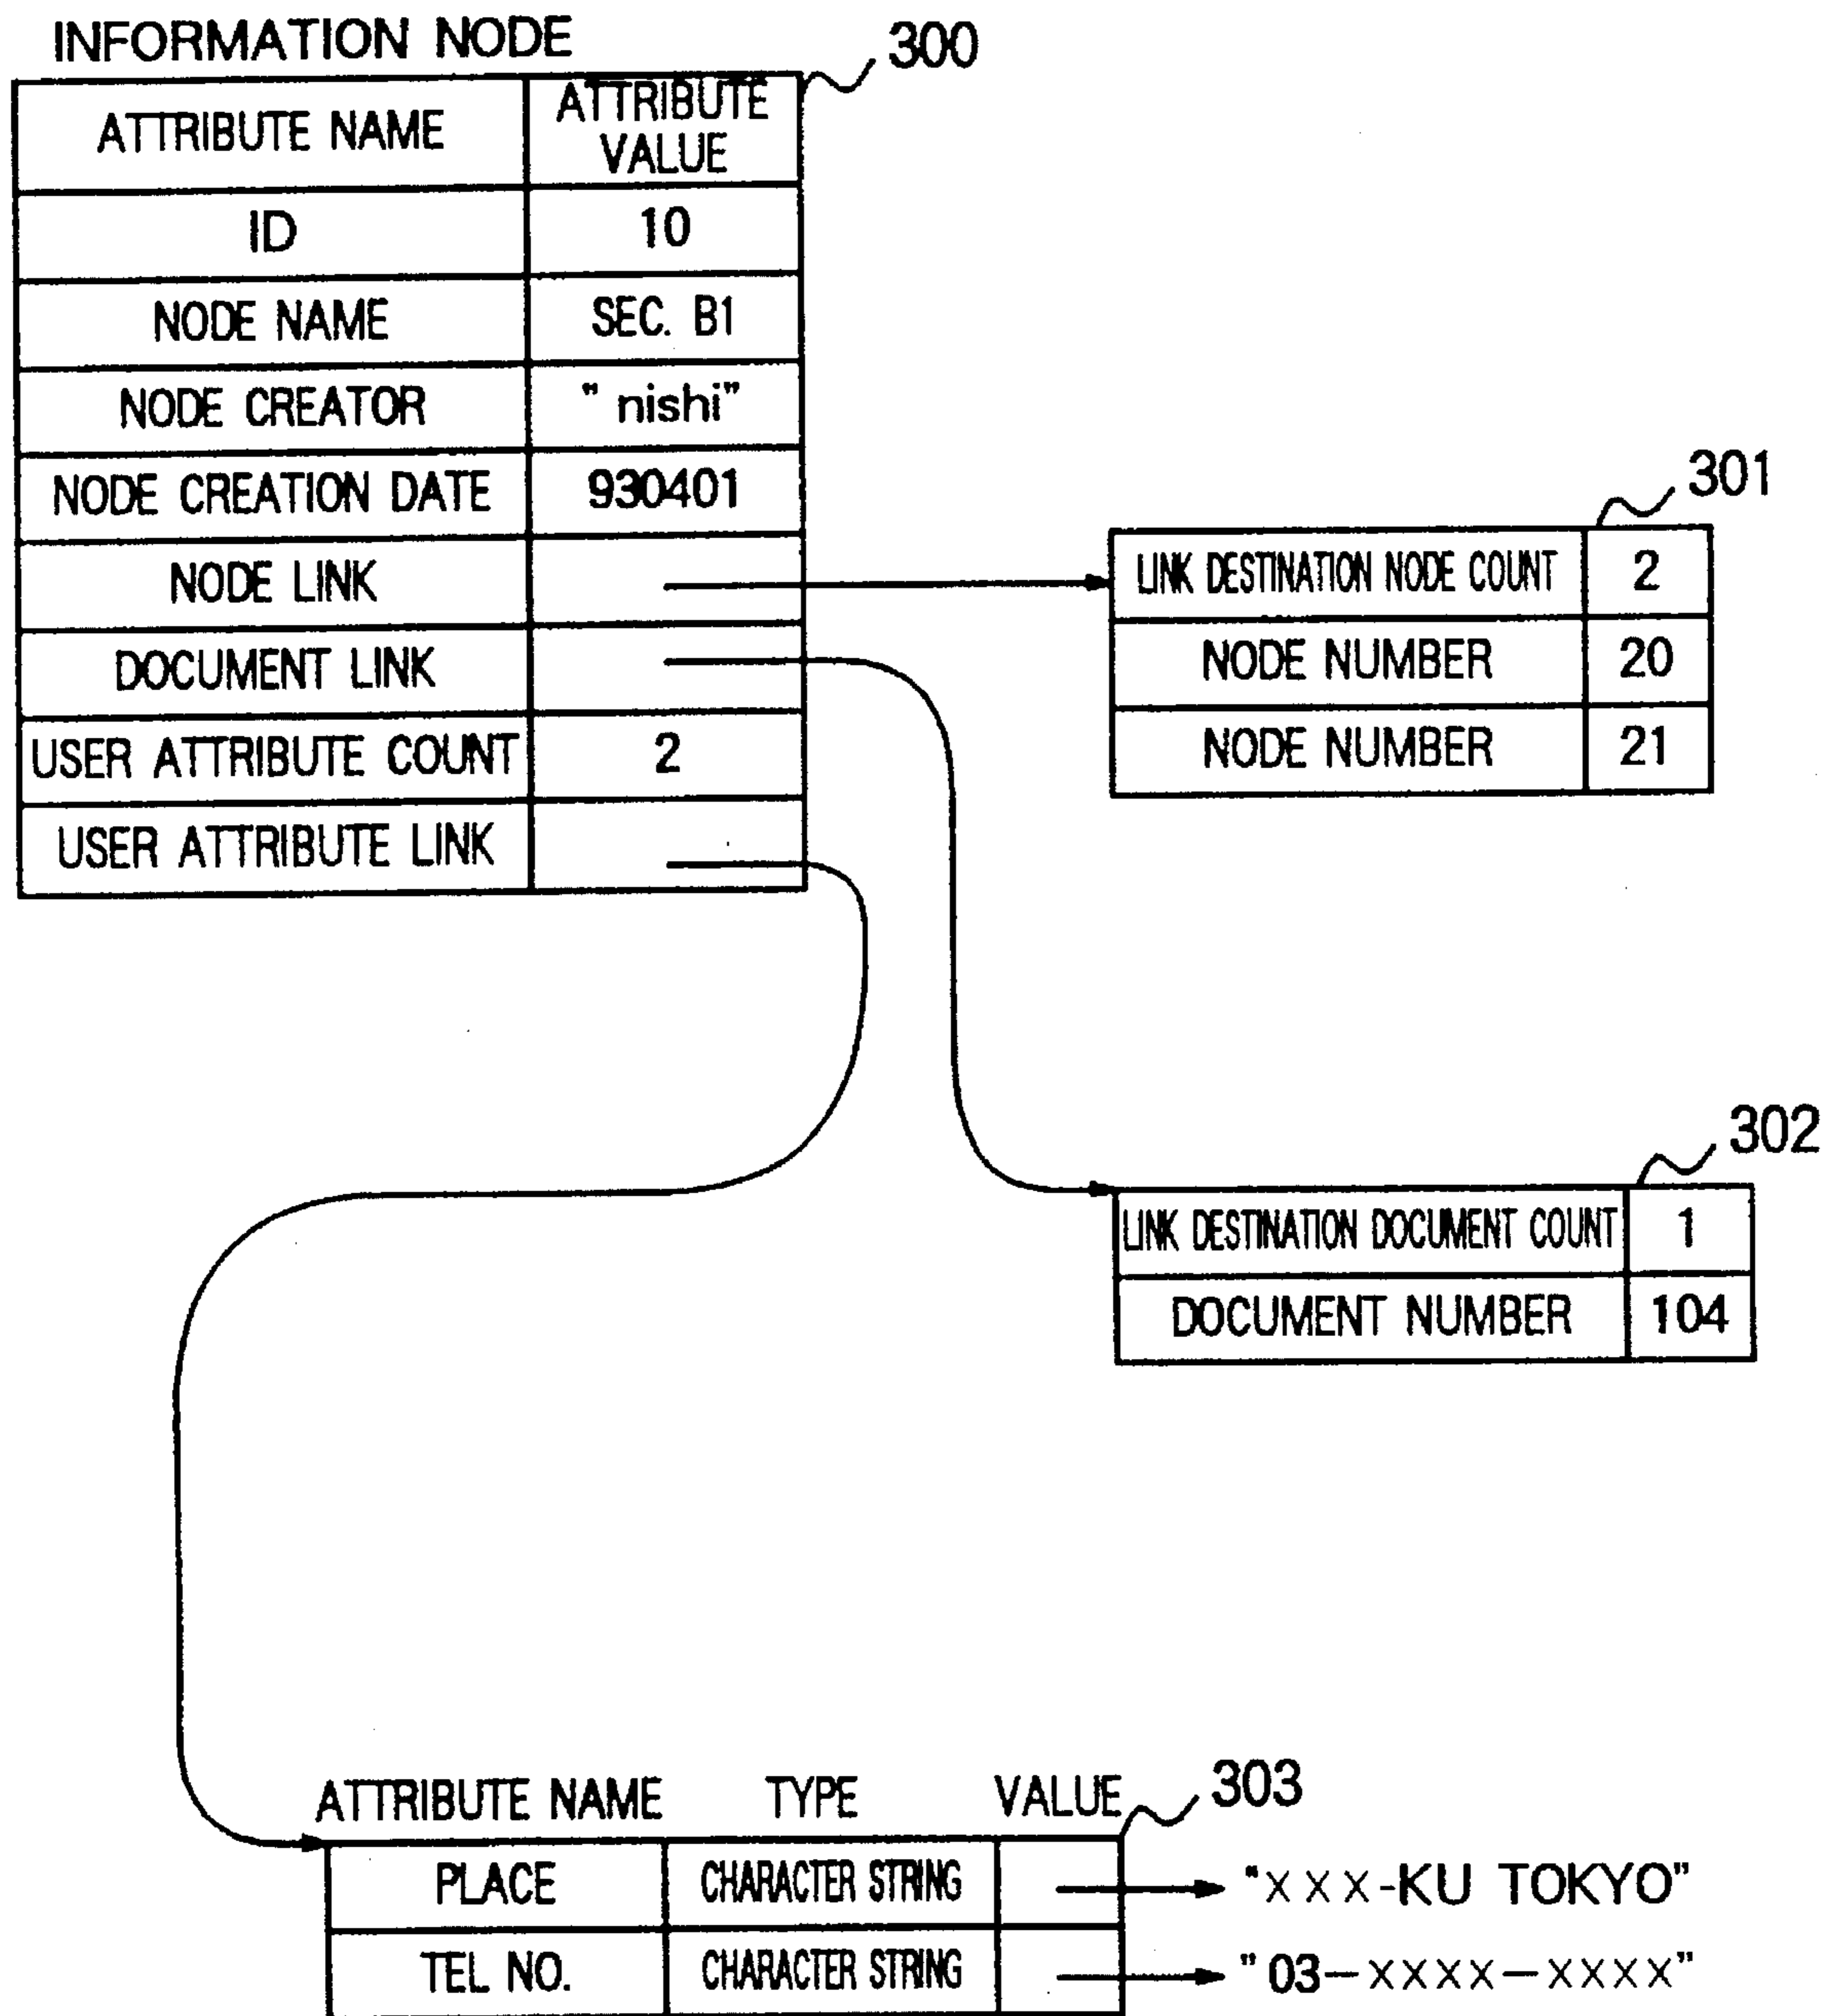 INFORMATION NODE
300
ATTRIBUTE NAME ATTRIBUTE VALUE
ID 10
NODE NAME SEC. B1
NODE CREATOR "nishi"
NODE CREATION DATE 930401
NODE LINK
DOCUMENT LINK
USER ATTRIBUTE COUNT 2
USER ATTRIBUTE LINK
301
LINK DESTINATION NODE COUNT 2
NODE NUMBER 20
NODE NUMBER 21
302
LINK DESTINATION DOCUMENT COUNT 1
DOCUMENT NUMBER 104
ATTRIBUTE NAME TYPE VALUE 303
PLACE CHARACTER STRING "×××-KU TOKYO"
TEL NO. CHARACTER STRING "03-××××-××××"